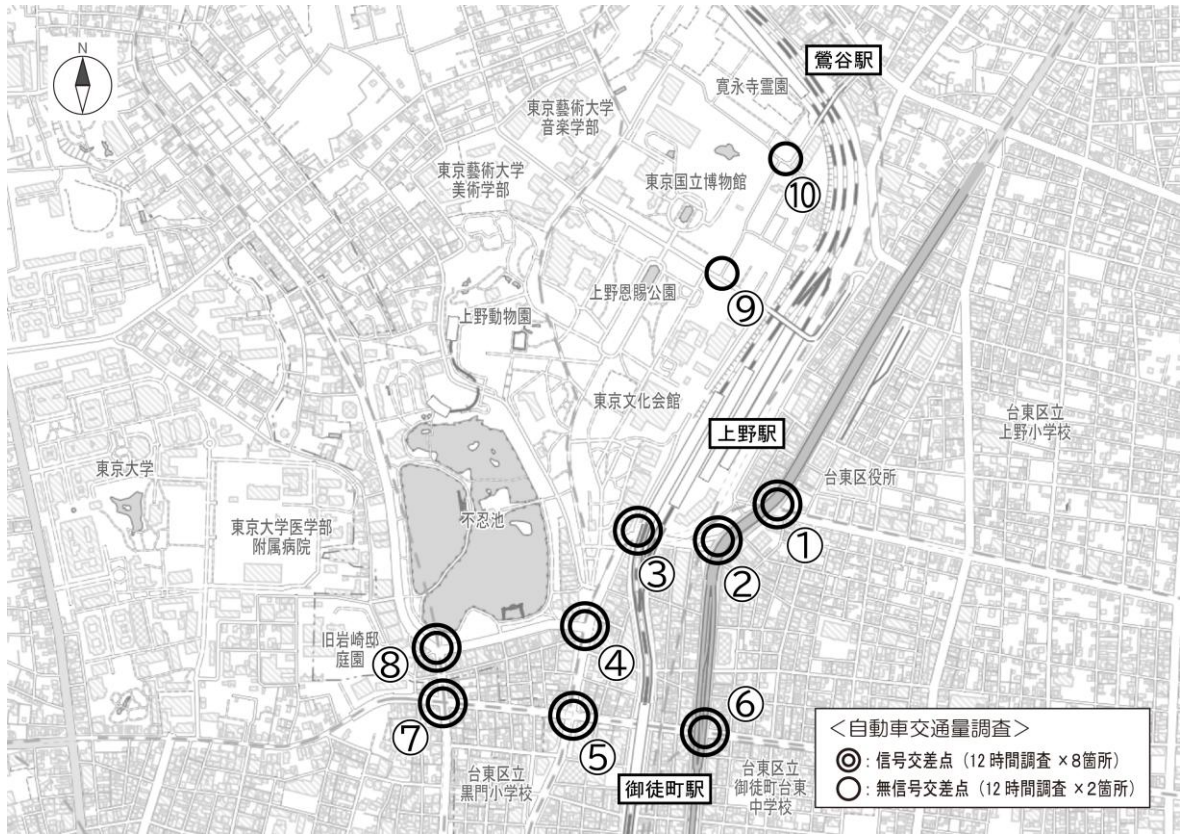 N
鶯谷駅
寛永寺霊園
東京藝術大学
音楽学部
⑩
東京藝術大学
美術学部
東京国立博物館
⑨
上野恩賜公園
上野動物園
東京文化会館
上野駅
台東区立
上野小学校
台東区役所
東京大学
東京大学医学部
附属病院
不忍池
①
②
③
④
旧岩崎邸
庭園
⑧
⑦
⑤
⑥
台東区立
黒門小学校
御徒町駅
台東区立
御徒町台東
中学校
<自動車交通量調査>
◎:信号交差点(12時間調査×8箇所)
○:無信号交差点(12時間調査×2箇所)